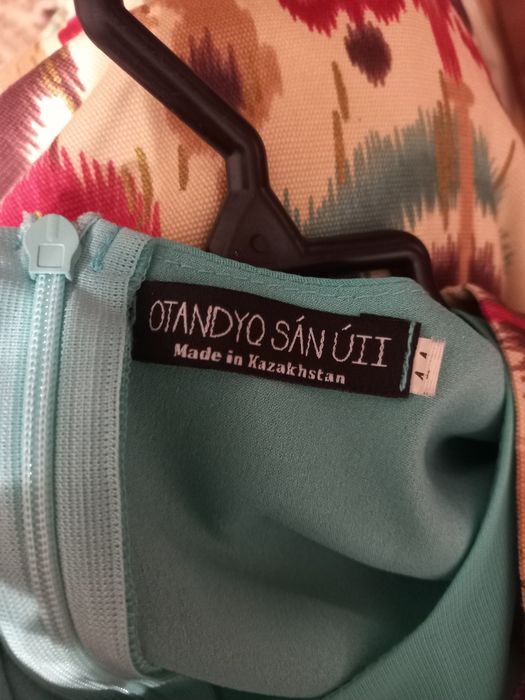 OTANDYQ SÁN ÚII
Made in Kazakhstan
44